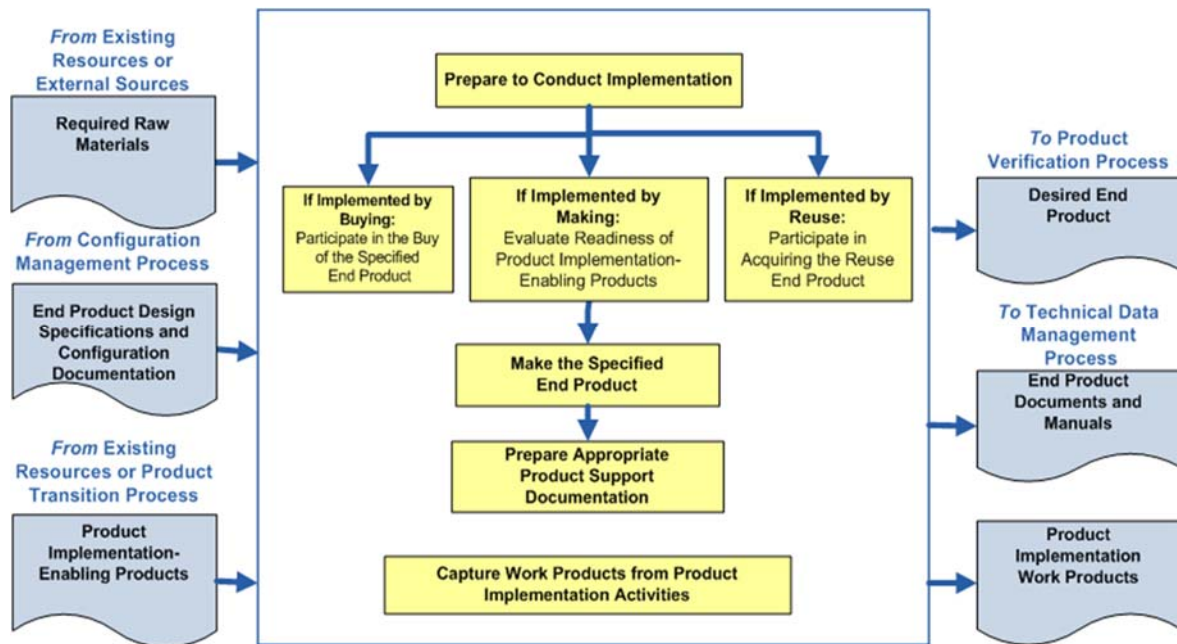 From Existing
Resources or
External Sources
Required Raw
Materials
From Configuration
Management Process
End Product Design
Specifications and
Configuration
Documentation
From Existing
Resources or Product
Transition Process
Product
Implementation-
Enabling Products
Prepare to Conduct Implementation
If Implemented by
Buying:
Participate in the Buy
of the Specified
End Product
If Implemented by
Making:
Evaluate Readiness of
Product Implementation-
Enabling Products
If Implemented by
Reuse:
Participate in
Acquiring the Reuse
End Product
Make the Specified
End Product
Prepare Appropriate
Product Support
Documentation
Capture Work Products from Product
Implementation Activities
To Product
Verification Process
Desired End
Product
To Technical Data
Management
Process
End Product
Documents and
Manuals
Product
Implementation
Work Products